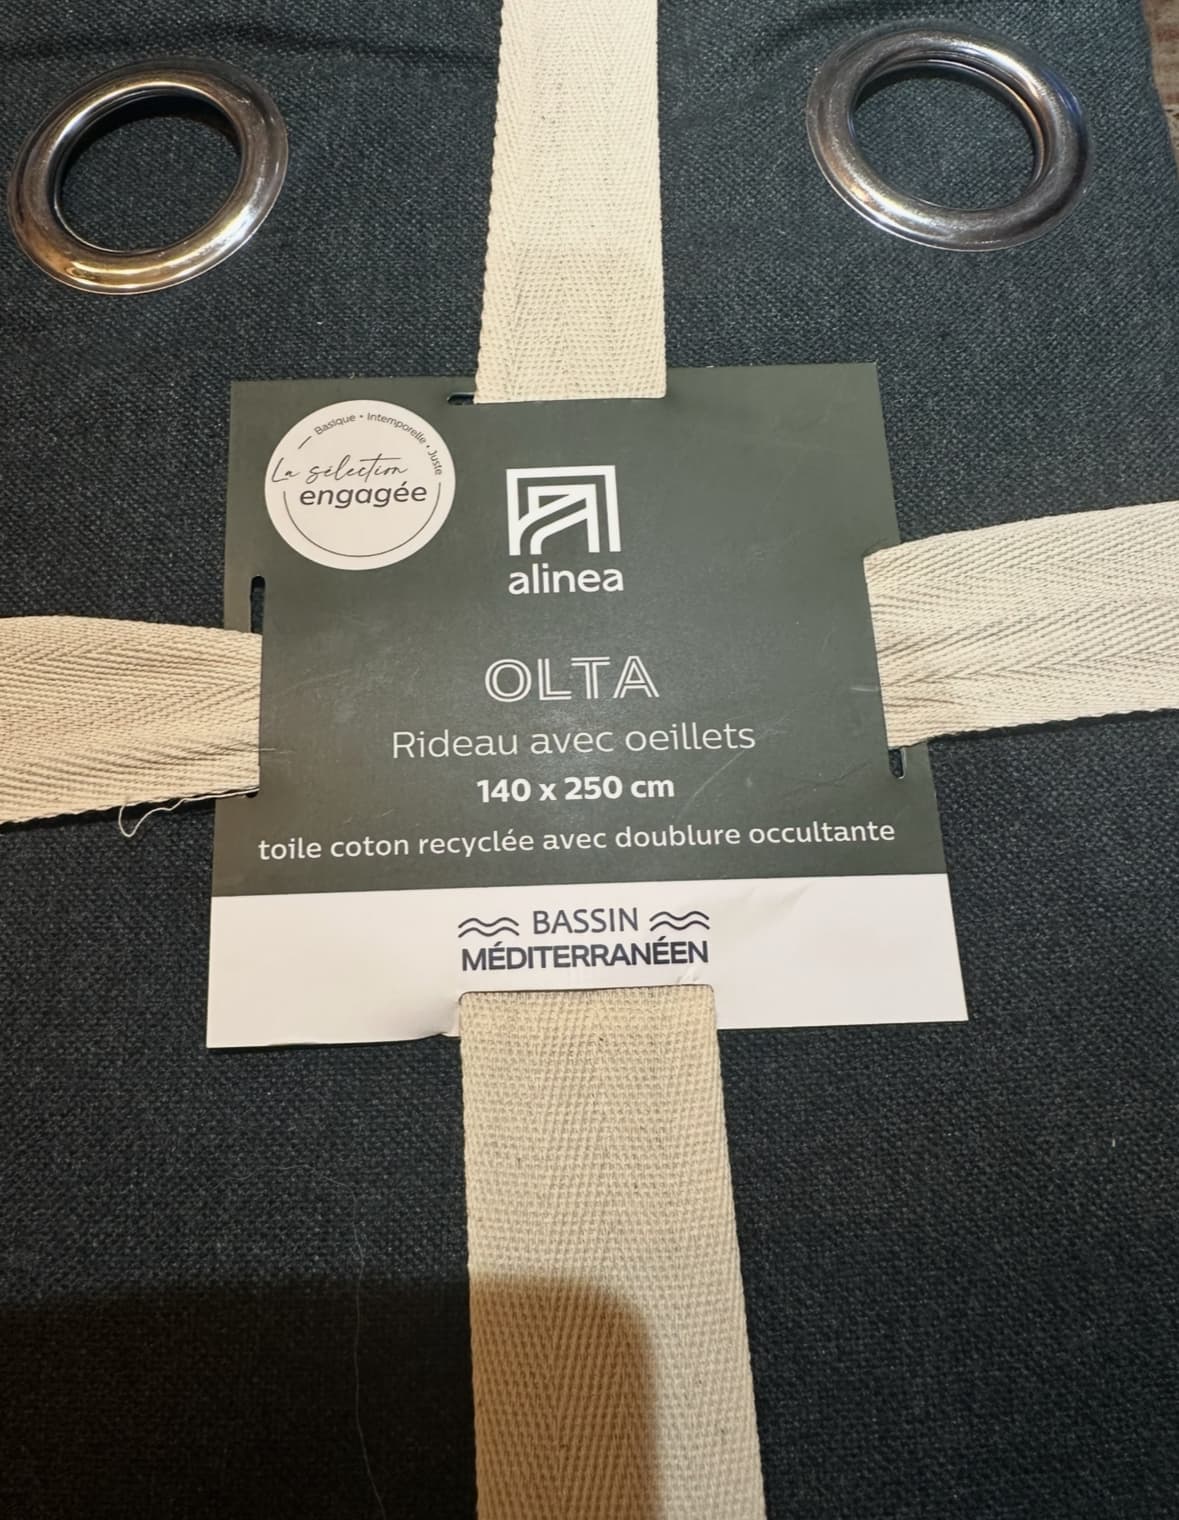 Basique • Intemporelle • Juste
La sélection
engagée
alinea
OLTA
Rideau avec oeillets
140 x 250 cm
toile coton recyclée avec doublure occultante
BASSIN
MÉDITERRANÉEN